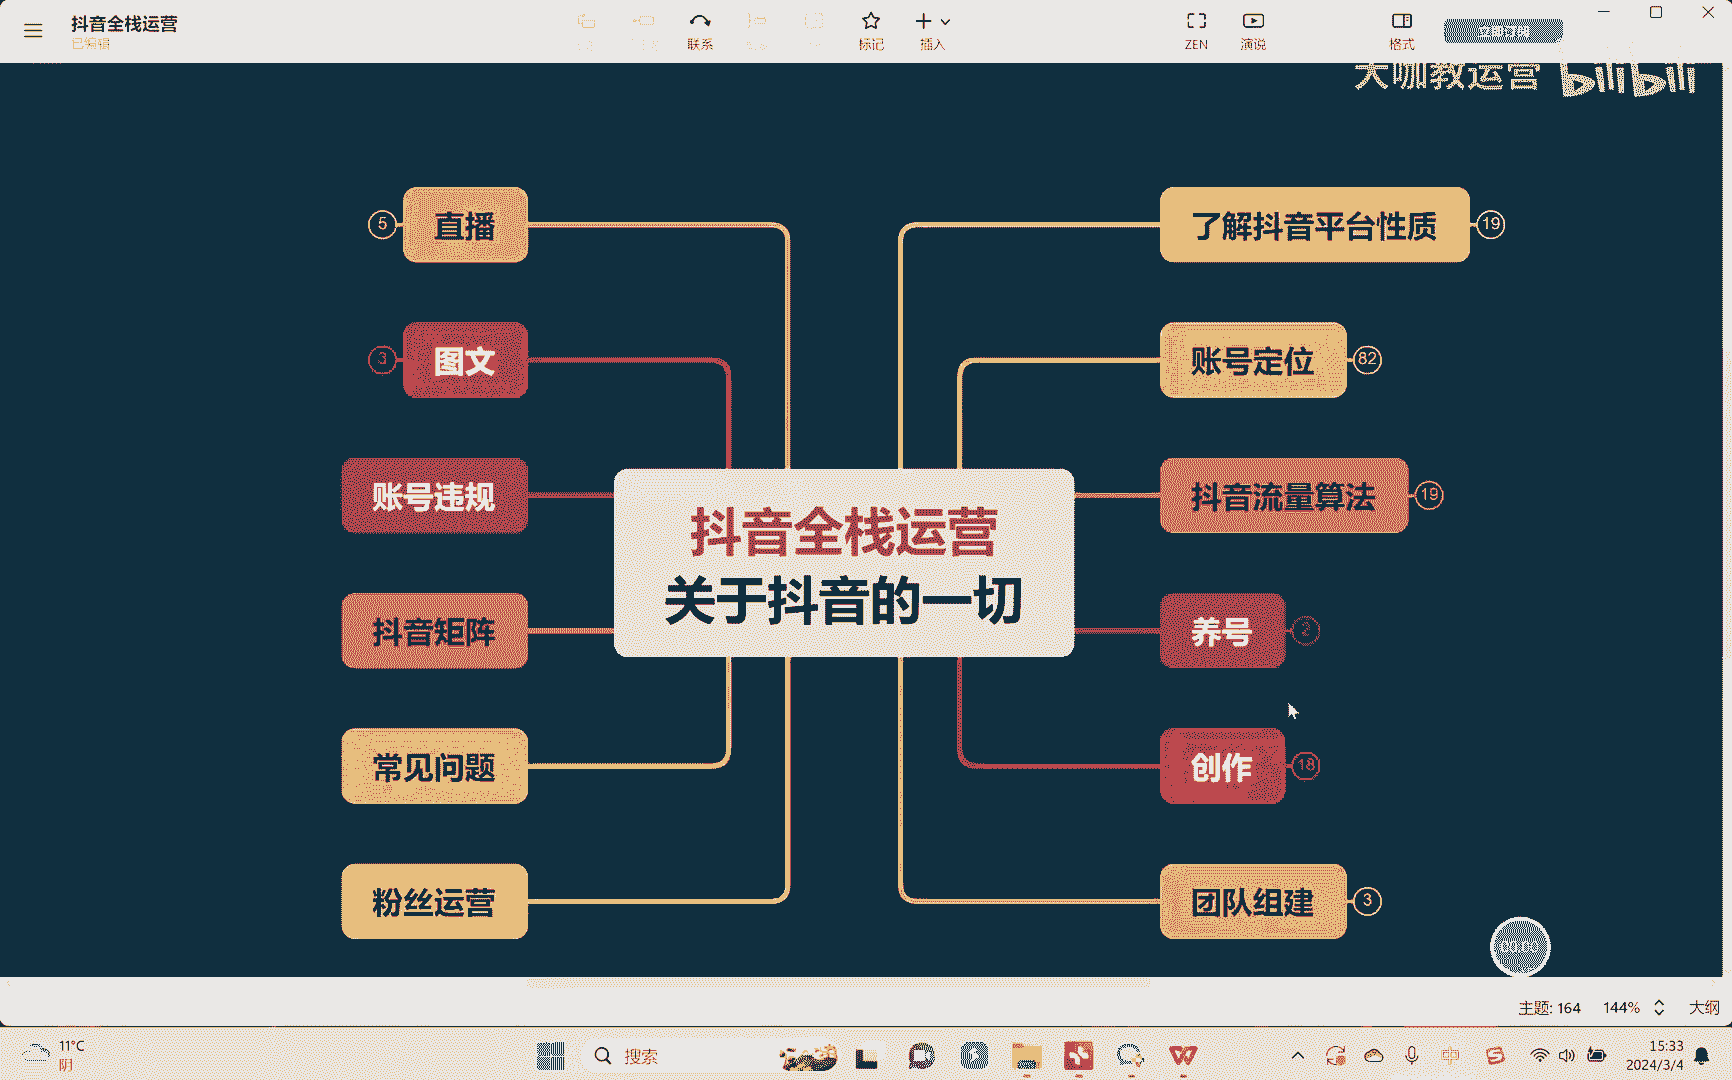 抖音全栈运营
已编辑
联系
标记
插入
ZEN
演说
格式
大咖教运营 bilibili
5
直播
了解抖音平台性质
19
3
图文
账号定位
82
账号违规
抖音流量算法
19
抖音全栈运营
关于抖音的一切
抖音矩阵
养号
2
常见问题
创作
18
粉丝运营
团队组建
3
主题: 164
144%
大纲
11°C
阴
搜索
中
15:33
2024/3/4